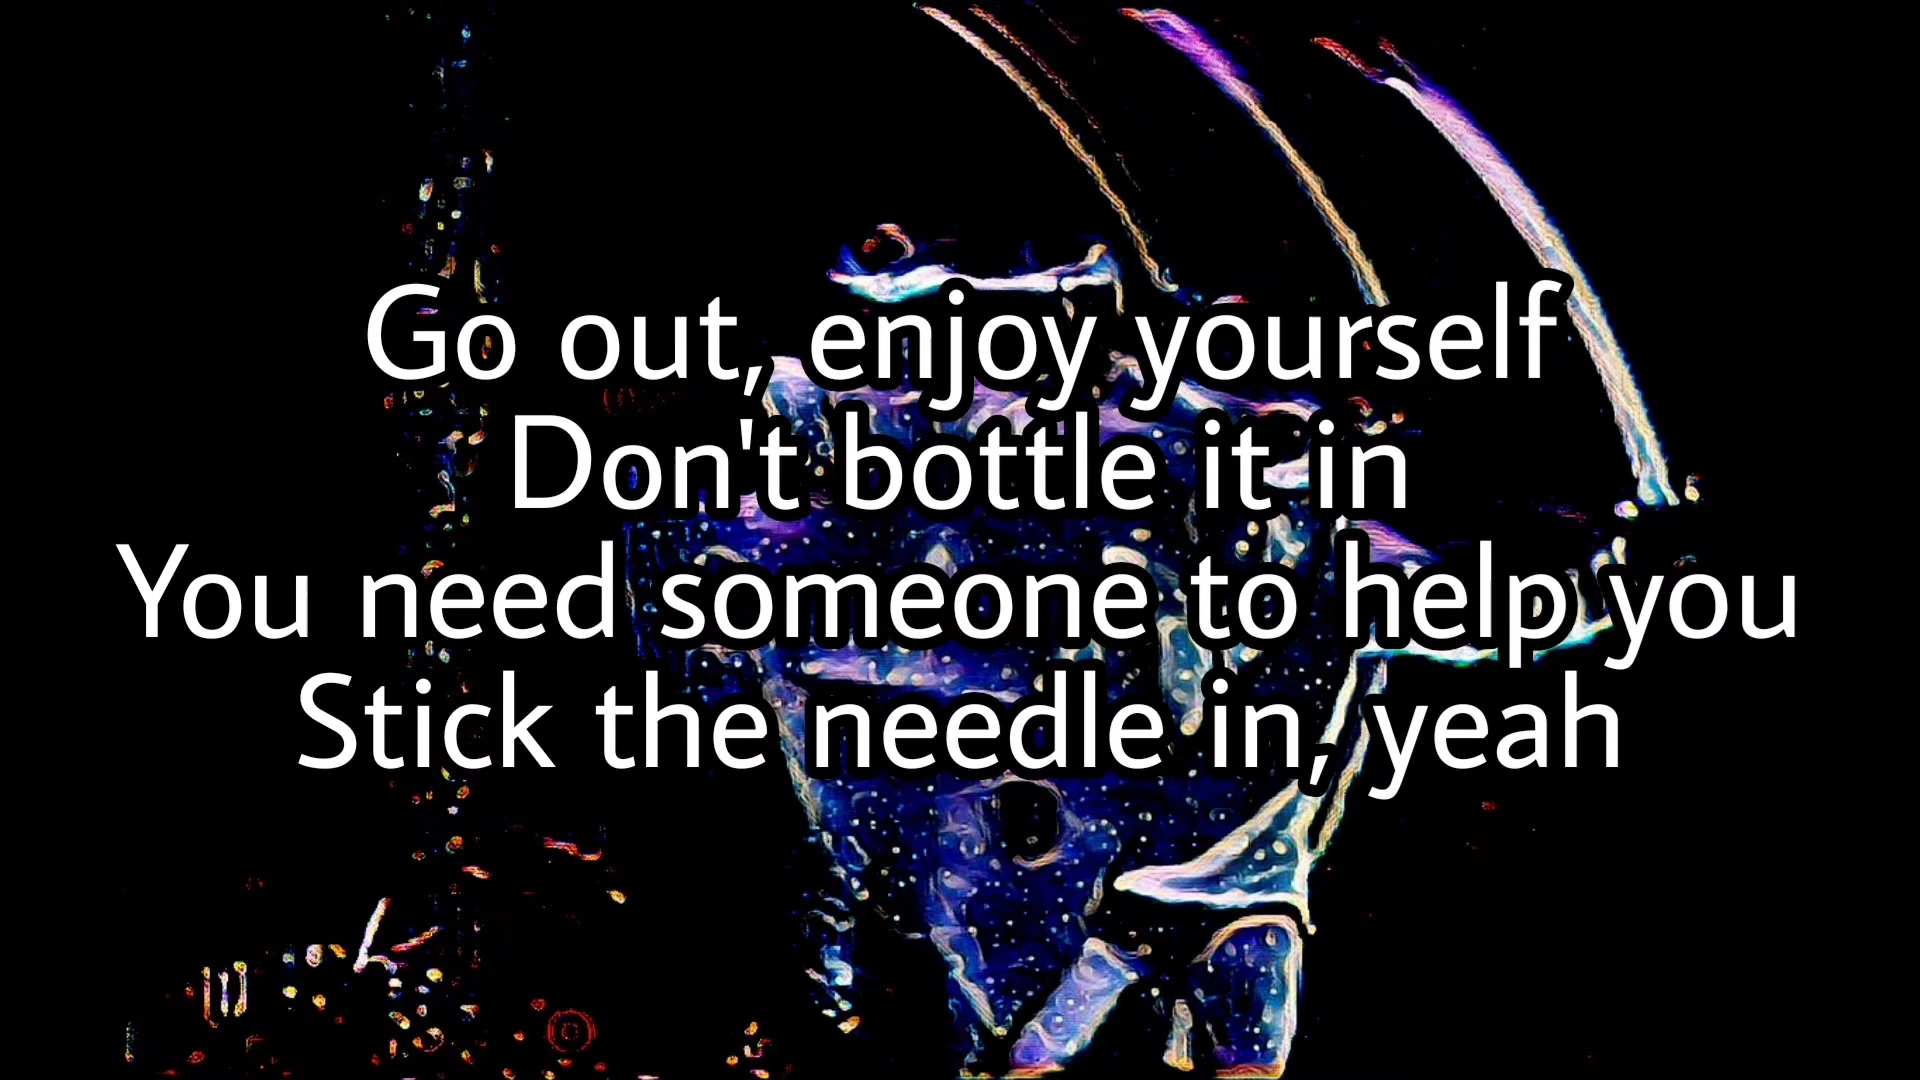 Go out, enjoy yourself
Don't bottle it in
You need someone to help you
Stick the needle in, yeah